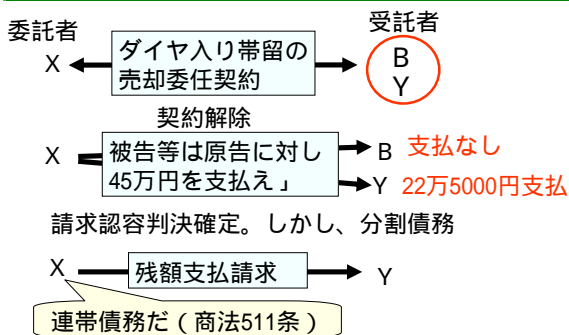 委託者
受託者
X
ダイヤ入り帯留の
売却委任契約
B
Y
契約解除
X
被告等は原告に対し
45万円を支払え」
B 支払なし
Y 22万5000円支払
請求認容判決確定。しかし、分割債務
X
残額支払請求
Y
連帯債務だ(商法511条)